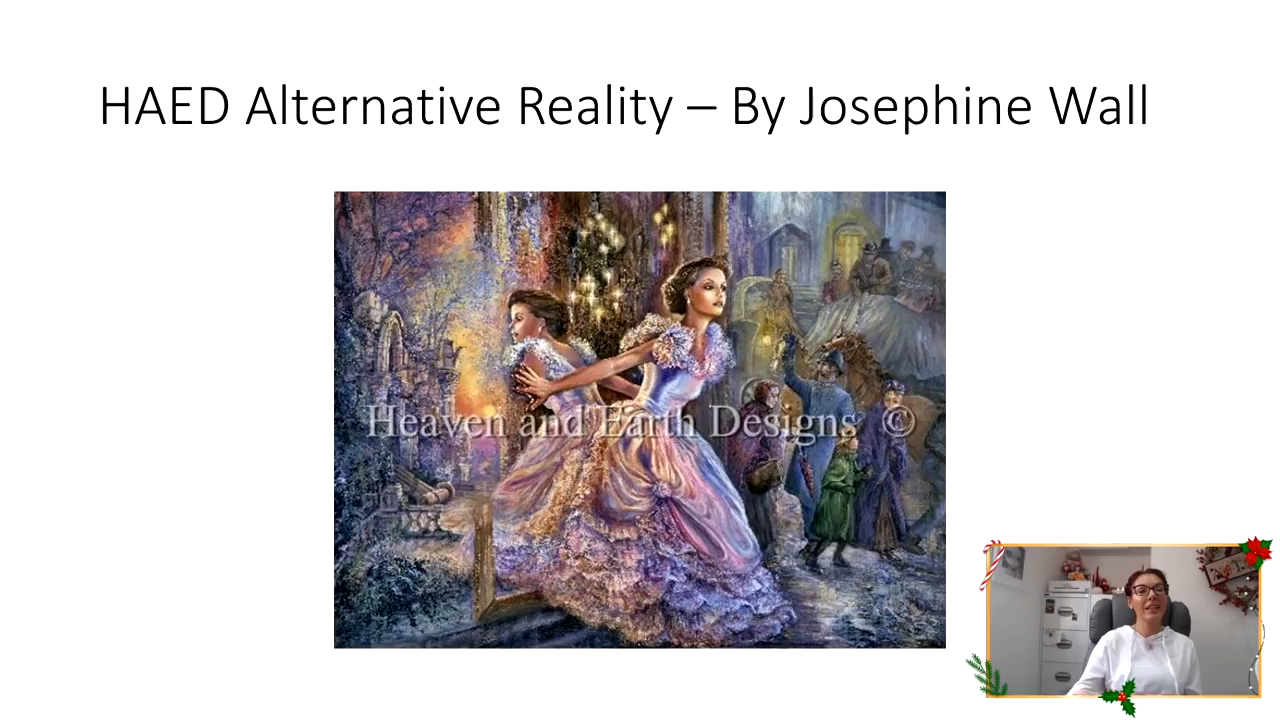 HAED Alternative Reality – By Josephine Wall
Heaven and Earth Designs ©